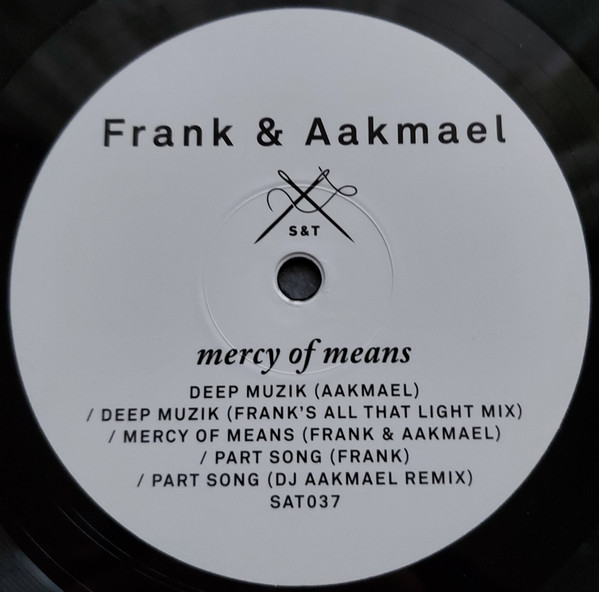 Frank & Aakmael
S&T
mercy of means
DEEP MUZIK (AAKMAEL)
/ DEEP MUZIK (FRANK'S ALL THAT LIGHT MIX)
/ MERCY OF MEANS (FRANK & AAKMAEL)
/ PART SONG (FRANK)
/ PART SONG (DJ AAKMAEL REMIX)
SAT037